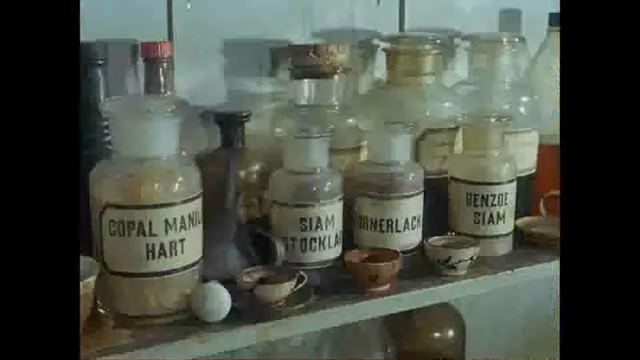 COPAL MANIL
HART
SIAM
STOCKLAC
ORNERLACK
BENZOE
SIAM